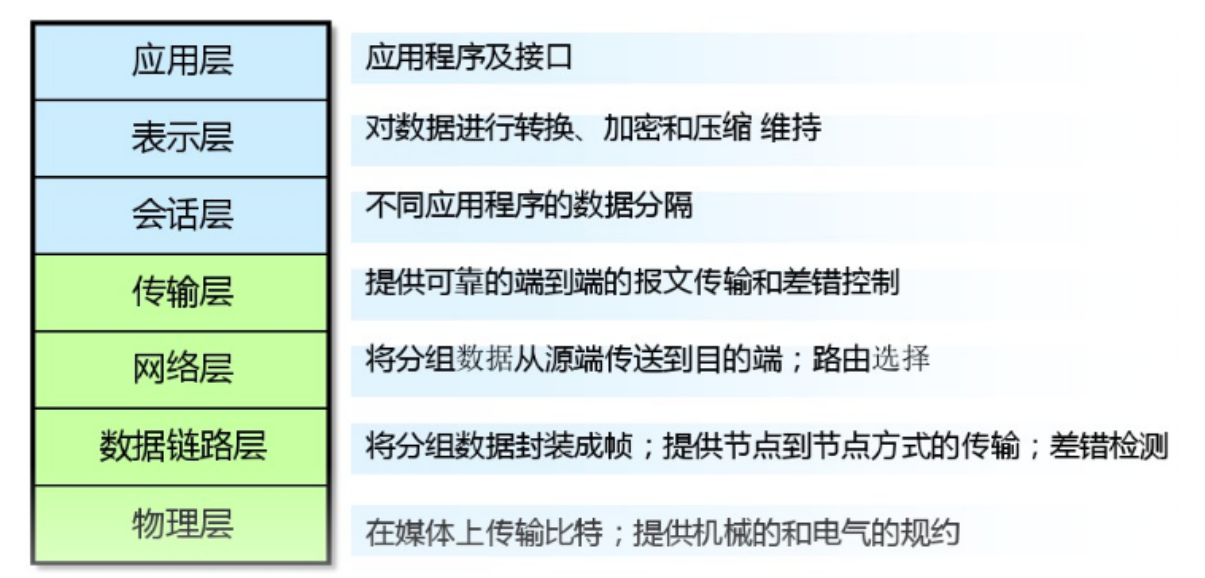 应用层
应用程序及接口
表示层
对数据进行转换、加密和压缩 维持
会话层
不同应用程序的数据分隔
传输层
提供可靠的端到端的报文传输和差错控制
网络层
将分组数据从源端传送到目的端；路由选择
数据链路层
将分组数据封装成帧；提供节点到节点方式的传输；差错检测
物理层
在媒体上传输比特；提供机械的和电气的规约